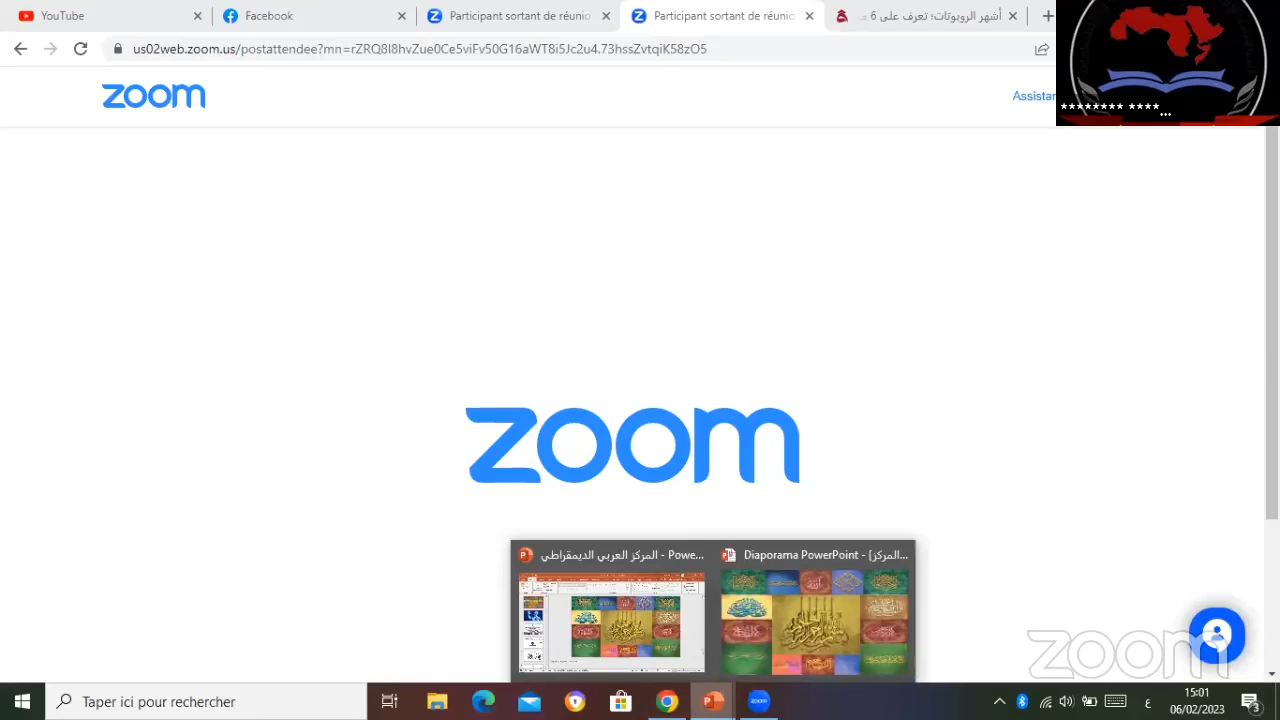 YouTube
Facebook
Participant sortant de réunio
Participant sortant de réunio
أشهر الروبوتات؛ تعرف على 6
us02web.zoom.us/postattendee?mn=rZRQ8I8hvZue0Ce5viFv50G16aWT8i5Jc2u4.73hssZvtqiK58zO5
zoom
Assistan
******** ****...
zoom
المركز العربي الديمقراطي - Powe...
Diaporama PowerPoint - [المركز...
zoom
Taper ici pour rechercher
ع
15:01
06/02/2023
3